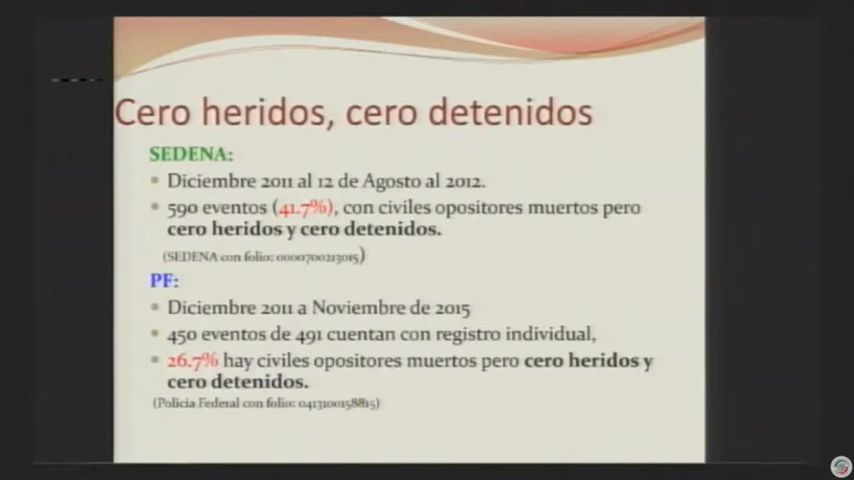 Cero heridos, cero detenidos
SEDENA:
Diciembre 2011 al 12 de Agosto al 2012.
590 eventos (41.7%), con civiles opositores muertos pero
cero heridos y cero detenidos.
(SEDENA con folio: 0000700213015)
PF:
Diciembre 2011 a Noviembre de 2015
450 eventos de 491 cuentan con registro individual,
26.7% hay civiles opositores muertos pero cero heridos y
cero detenidos.
(Policía Federal con folio: 0413100158815)